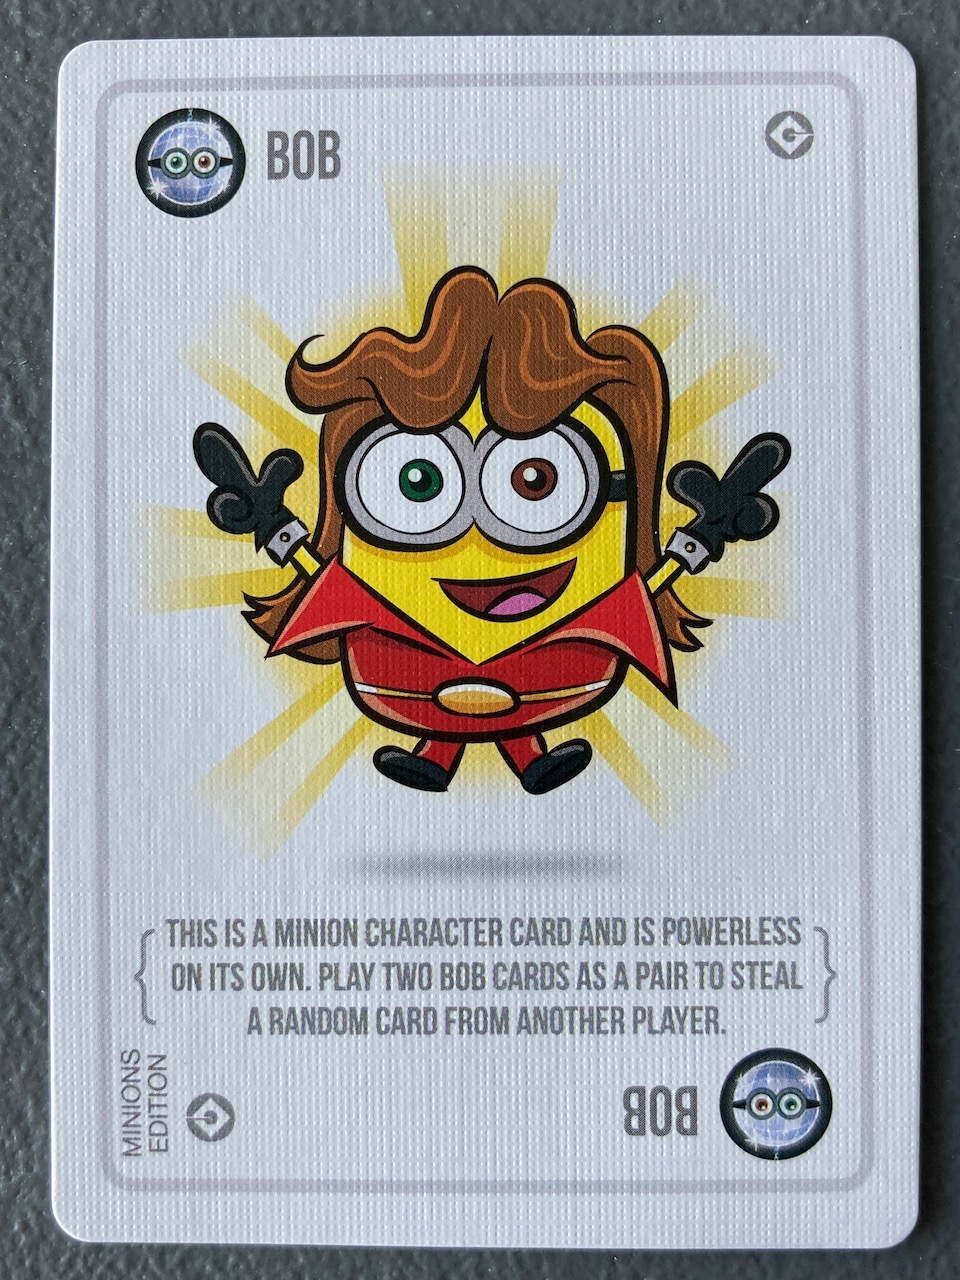 BOB
THIS IS A MINION CHARACTER CARD AND IS POWERLESS
ON ITS OWN. PLAY TWO BOB CARDS AS A PAIR TO STEAL
A RANDOM CARD FROM ANOTHER PLAYER.
MINIONS
EDITION
BOB